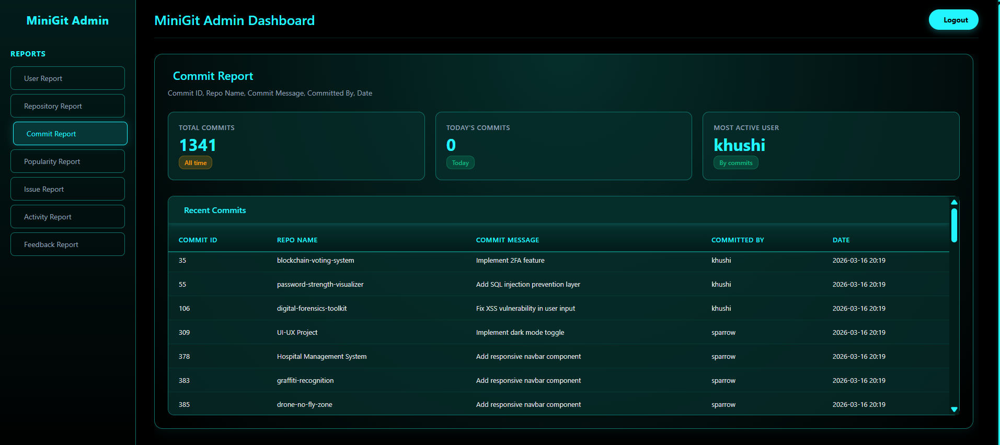 MiniGit Admin
REPORTS
User Report
Repository Report
Commit Report
Popularity Report
Issue Report
Activity Report
Feedback Report
MiniGit Admin Dashboard
Logout
Commit Report
Commit ID, Repo Name, Commit Message, Committed By, Date
TOTAL COMMITS
1341
All time
TODAY'S COMMITS
0
Today
MOST ACTIVE USER
khushi
By commits
Recent Commits
COMMIT ID REPO NAME COMMIT MESSAGE COMMITTED BY DATE
35 blockchain-voting-system Implement 2FA feature khushi 2026-03-16 20:19
55 password-strength-visualizer Add SQL injection prevention layer khushi 2026-03-16 20:19
106 digital-forensics-toolkit Fix XSS vulnerability in user input khushi 2026-03-16 20:19
309 UI-UX Project Implement dark mode toggle sparrow 2026-03-16 20:19
378 Hospital Management System Add responsive navbar component sparrow 2026-03-16 20:19
383 graffiti-recognition Add responsive navbar component sparrow 2026-03-16 20:19
385 drone-no-fly-zone Add responsive navbar component sparrow 2026-03-16 20:19